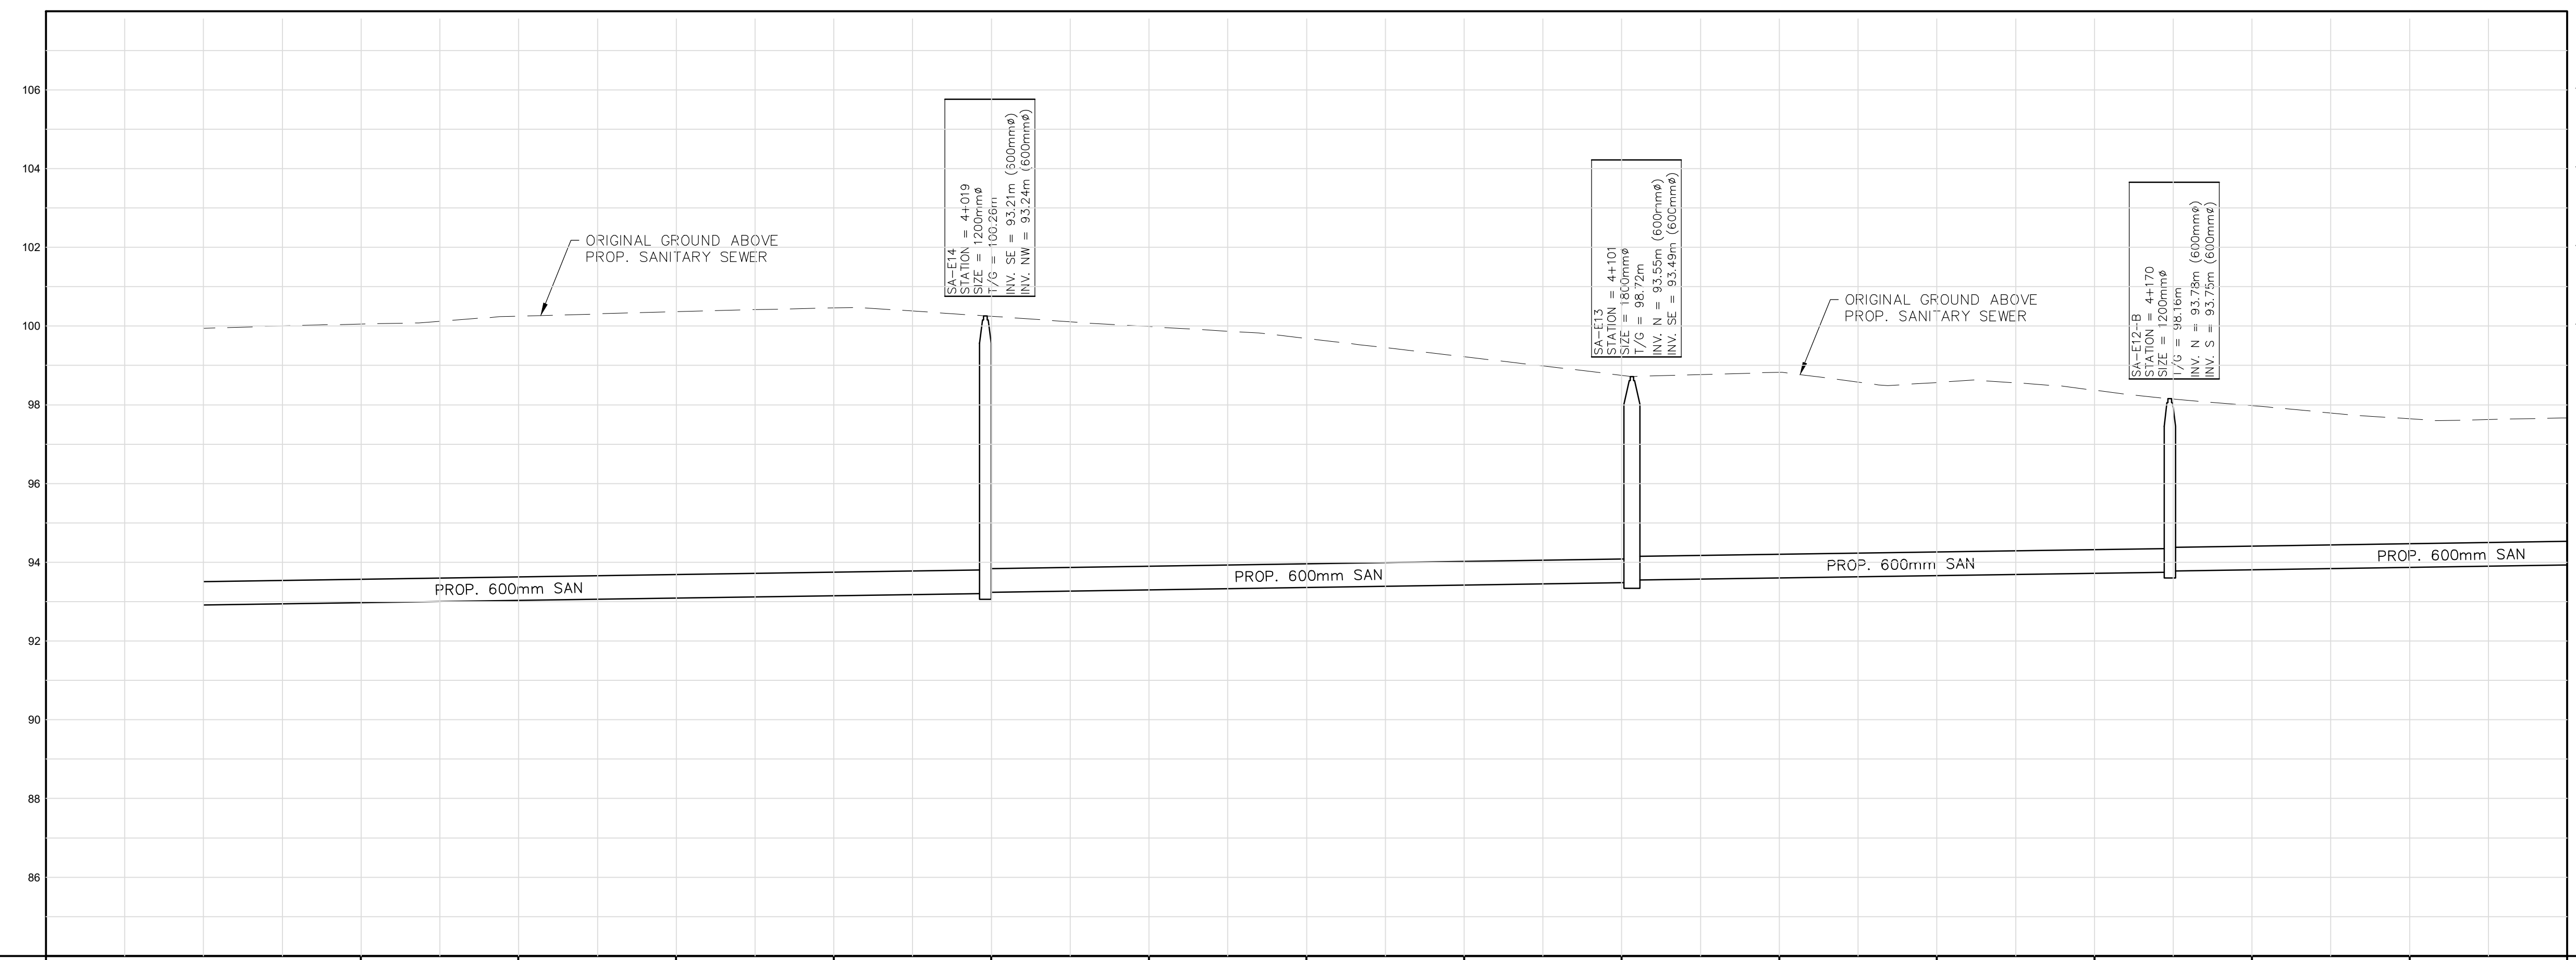 106
104
102
100
98
96
94
92
90
88
86
ORIGINAL GROUND ABOVE
PROP. SANITARY SEWER
SA-E14
STATION = 4+019
SIZE = 1200mmø
T/G = 100.26m
INV. SE = 93.21m (600mmø)
INV. NW = 93.24m (600mmø)
SA-E13
STATION = 4+101
SIZE = 1800mmø
T/G = 98.72m
INV. N = 93.55m (600mmø)
INV. SE = 93.49m (600mmø)
ORIGINAL GROUND ABOVE
PROP. SANITARY SEWER
SA-E12-B
STATION = 4+170
SIZE = 1200mmø
T/G = 98.16m
INV. N = 93.78m (600mmø)
INV. S = 93.75m (600mmø)
PROP. 600mm SAN
PROP. 600mm SAN
PROP. 600mm SAN
PROP. 600mm SAN